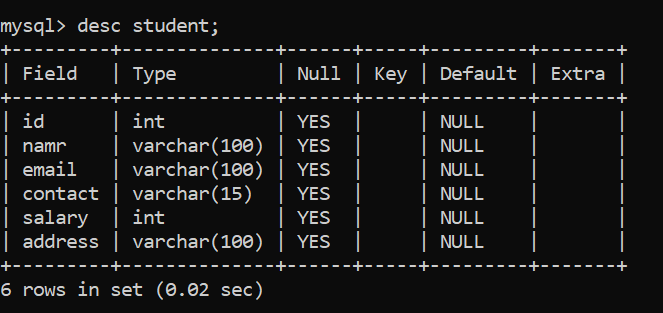 mysql> desc student;
+---------+--------------+------+-----+---------+-------+
| Field   | Type         | Null | Key | Default | Extra |
+---------+--------------+------+-----+---------+-------+
| id      | int          | YES  |     | NULL    |       |
| namr    | varchar(100) | YES  |     | NULL    |       |
| email   | varchar(100) | YES  |     | NULL    |       |
| contact | varchar(15)  | YES  |     | NULL    |       |
| salary  | int          | YES  |     | NULL    |       |
| address | varchar(100) | YES  |     | NULL    |       |
+---------+--------------+------+-----+---------+-------+
6 rows in set (0.02 sec)